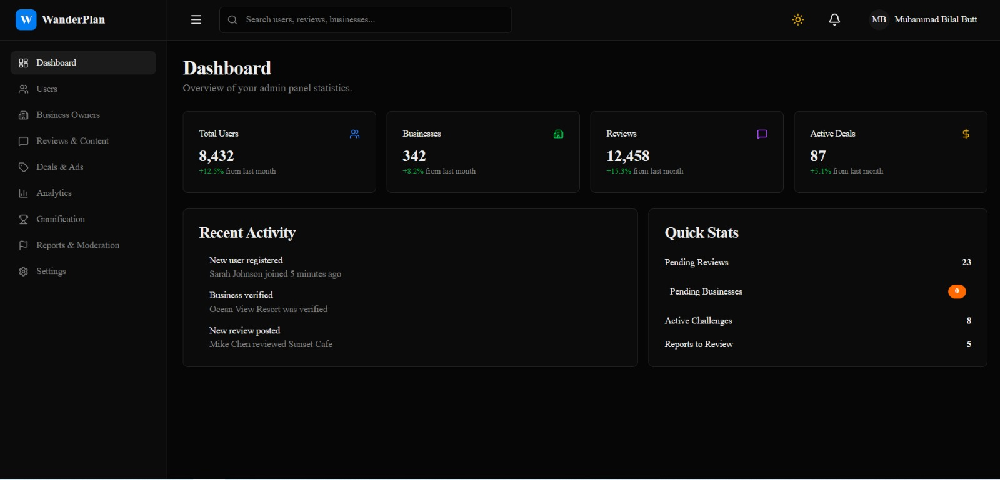 W WanderPlan
Search users, reviews, businesses...
MB Muhammad Bilal Butt
Dashboard
Users
Business Owners
Reviews & Content
Deals & Ads
Analytics
Gamification
Reports & Moderation
Settings
Dashboard
Overview of your admin panel statistics.
Total Users
8,432
+12.5% from last month
Businesses
342
+8.2% from last month
Reviews
12,458
+15.3% from last month
Active Deals
87
+5.1% from last month
Recent Activity
New user registered
Sarah Johnson joined 5 minutes ago
Business verified
Ocean View Resort was verified
New review posted
Mike Chen reviewed Sunset Cafe
Quick Stats
Pending Reviews 23
Pending Businesses 0
Active Challenges 8
Reports to Review 5